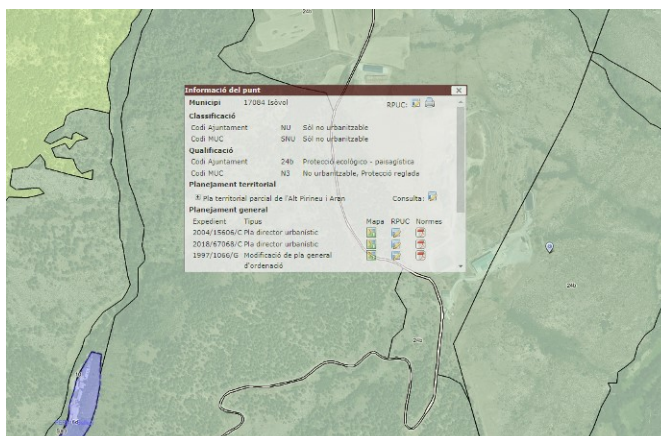 24b
Informació del punt
Municipi 17084 Isòvol RPUC:
Classificació
Codi Ajuntament NU Sòl no urbanitzable
Codi MUC SNU Sòl no urbanitzable
Qualificació
Codi Ajuntament 24b Protecció ecològico - paisagística
Codi MUC N3 No urbanitzable, Protecció reglada
Planejament territorial
Pla territorial parcial de l'Alt Pirineu i Aran Consulta:
Planejament general
Expedient Tipus Mapa RPUC Normes
2004/15606/C Pla director urbanístic
2018/67068/C Pla director urbanístic
1997/1066/G Modificació de pla general
d'ordenació
24b
24b